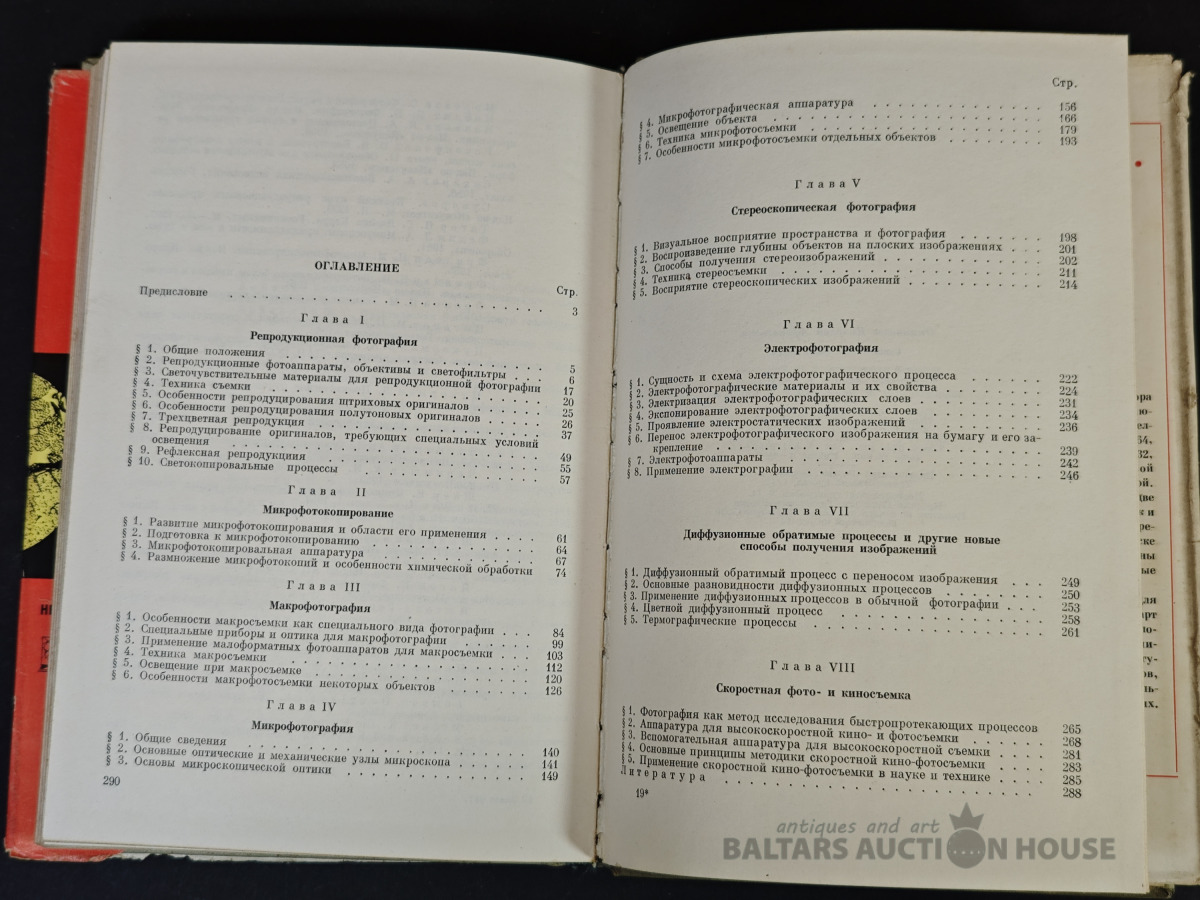 ОГЛАВЛЕНИЕ
Стр.
Предисловие 3
Глава I
Репродукционная фотография
§ 1. Общие положения 5
§ 2. Репродукционные фотоаппараты, объективы и светофильтры 6
§ 3. Светочувствительные материалы для репродукционной фотографии 17
§ 4. Техника съемки 20
§ 5. Особенности репродуцирования штриховых оригиналов 25
§ 6. Особенности репродуцирования полутоновых оригиналов 26
§ 7. Трехцветная репродукция 37
§ 8. Репродуцирование оригиналов, требующих специальных условий
освещения 49
§ 9. Рефлексная репродукция 55
§ 10. Светокопировальные процессы 57
Глава II
Микрофотокопирование
§ 1. Развитие микрофотокопирования и области его применения 61
§ 2. Подготовка к микрофотокопированию 64
§ 3. Микрофотокопировальная аппаратура 67
§ 4. Размножение микрофотокопий и особенности химической обработки 74
Глава III
Макрофотография
§ 1. Особенности макросъемки как специального вида фотографии 84
§ 2. Специальные приборы и оптика для макрофотографии 99
§ 3. Применение малоформатных фотоаппаратов для макросъемки 103
§ 4. Техника макросъемки 112
§ 5. Освещение при макросъемке 120
§ 6. Особенности макрофотосъемки некоторых объектов 126
Глава IV
Микрофотография
§ 1. Общие сведения 140
§ 2. Основные оптические и механические узлы микроскопа 141
§ 3. Основы микроскопической оптики 149
290
Стр.
§ 4. Микрофотографическая аппаратура 156
§ 5. Освещение объекта 166
§ 6. Техника микрофотосъемки 179
§ 7. Особенности микрофотосъемки отдельных объектов 193
Глава V
Стереоскопическая фотография
§ 1. Визуальное восприятие пространства и фотография 198
§ 2. Воспроизведение глубины объектов на плоских изображениях 201
§ 3. Способы получения стереоизображений 202
§ 4. Техника стереосъемки 211
§ 5. Восприятие стереоскопических изображений 214
Глава VI
Электрофотография
§ 1. Сущность и схема электрофотографического процесса 222
§ 2. Электрофотографические материалы и их свойства 224
§ 3. Электризация электрофотографических слоев 231
§ 4. Экспонирование электрофотографических слоев 234
§ 5. Проявление электростатических изображений 236
§ 6. Перенос электрофотографического изображения на бумагу и его за-
крепление 239
§ 7. Электрофотоаппараты 242
§ 8. Применение электрографии 246
Глава VII
Диффузионные обратимые процессы и другие новые
способы получения изображений
§ 1. Диффузионный обратимый процесс с переносом изображения 249
§ 2. Основные разновидности диффузионных процессов 250
§ 3. Применение диффузионных процессов в обычной фотографии 253
§ 4. Цветной диффузионный процесс 258
§ 5. Термографические процессы 261
Глава VIII
Скоростная фото- и киносъемка
§ 1. Фотография как метод исследования быстропротекающих процессов 265
§ 2. Аппаратура для высокоскоростной кино- и фотосъемки 268
§ 3. Вспомогательная аппаратура для высокоскоростной съемки 281
§ 4. Основные принципы методики скоростной кино-фотосъемки 283
§ 5. Применение скоростной кино-фотосъемки в науке и технике 285
Литература 288
19*
antiques and art
BALTARS AUCTION HOUSE